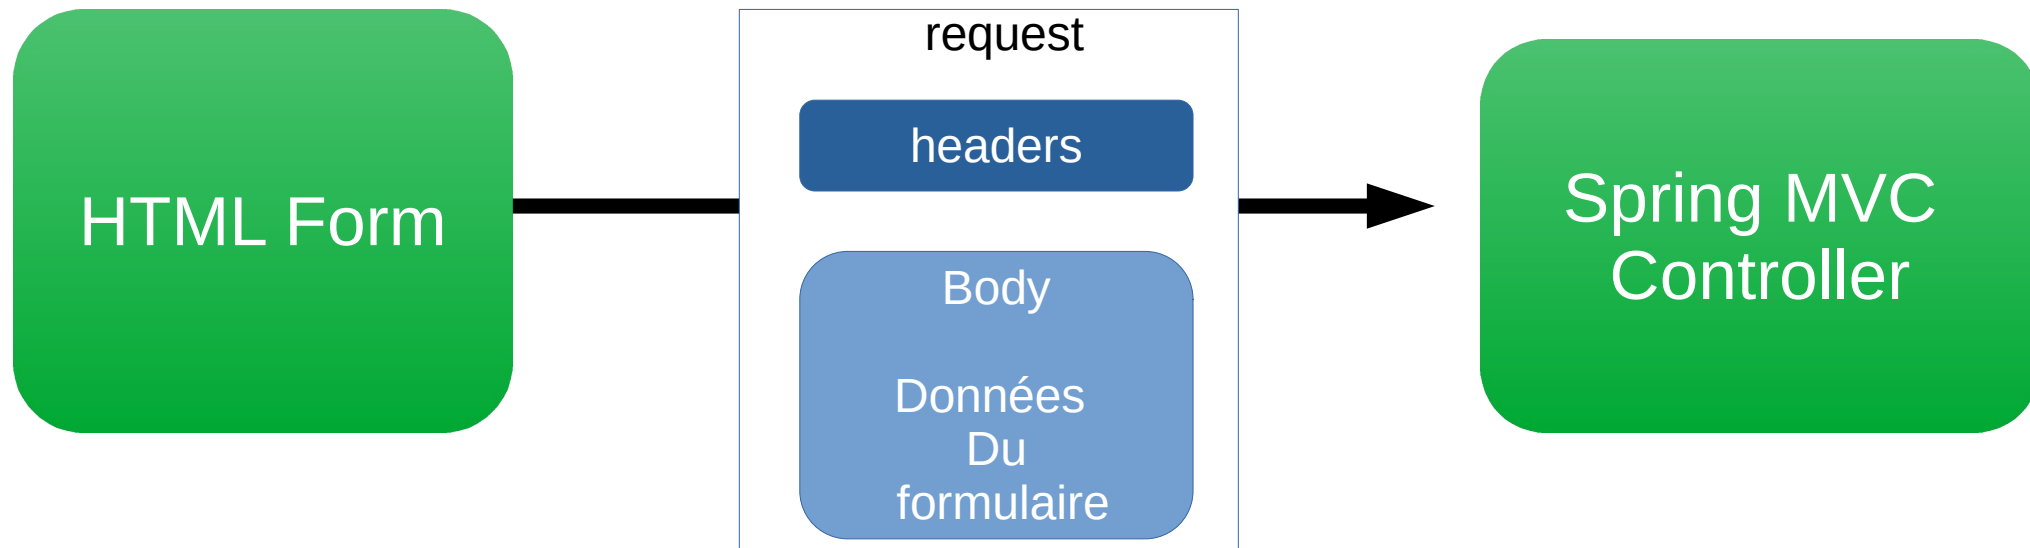 HTML Form
request
headers
Body
Données
Du
formulaire
Spring MVC
Controller